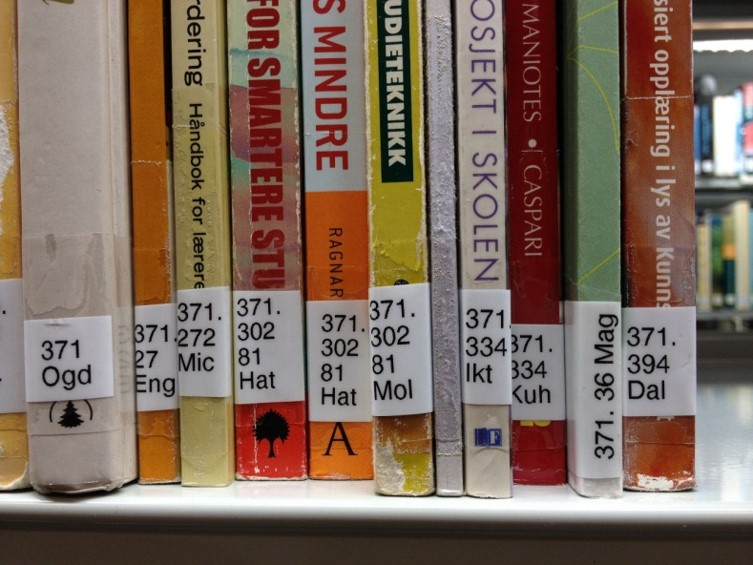 371
Ogd
371.
27
Eng
rdering Håndbok for lærere
371.
272
Mic
FOR SMARTERE STU
371.
302
81
Hat
S MINDRE
RAGNAR
371.
302
81
Hat
A
UDIETEKNIKK
371.
302
81
Mol
OSJEKT I SKOLEN
371
334
Ikt
MANIOTES • CASPARI
371.
334
Kuh
371. 36 Mag
siert opplæring i lys av Kunns
371.
394
Dal